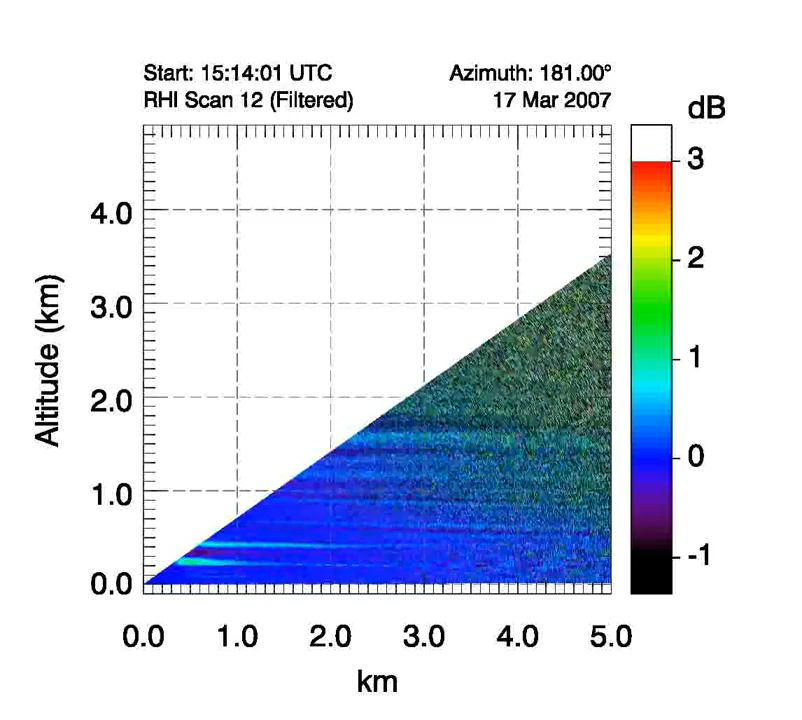 Start: 15:14:01 UTC
Azimuth: 181.00°
RHI Scan 12 (Filtered)
17 Mar 2007
dB
3
2
1
0
-1
4.0
3.0
2.0
1.0
0.0
Altitude (km)
0.0 1.0 2.0 3.0 4.0 5.0
km